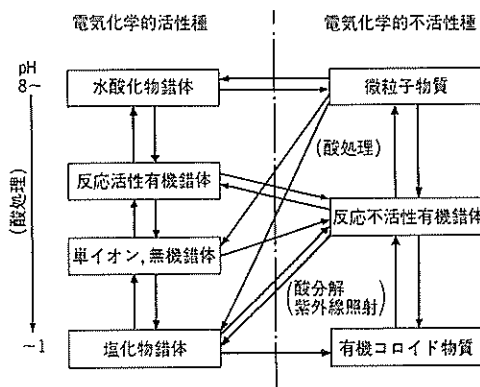 電気化学的活性種 電気化学的不活性種
pH
8~
水酸化物錯体 微粒子物質
(酸処理)
反応活性有機錯体
(酸処理)
反応不活性有機錯体
単イオン,無機錯体
(酸分解
紫外線照射)
~1
塩化物錯体 有機コロイド物質